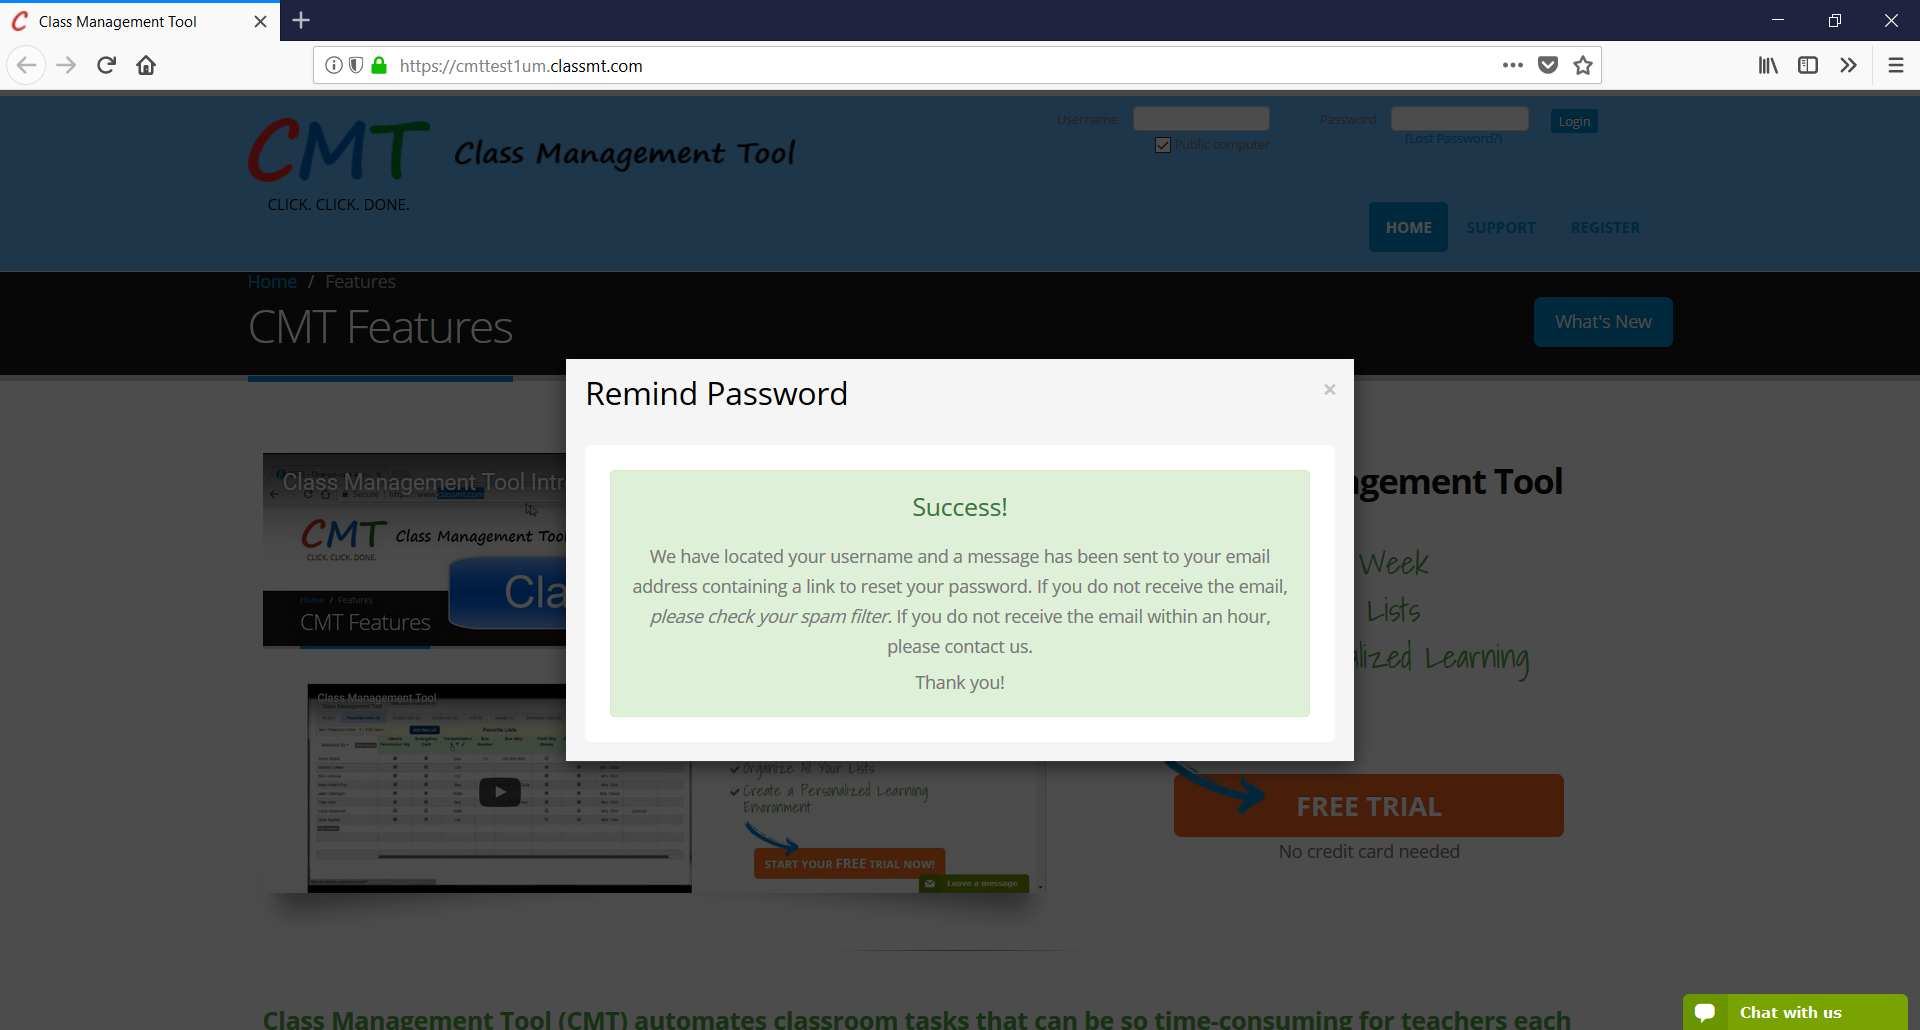 Class Management Tool
https://cmttest1um.classmt.com
CMT Class Management Tool
CLICK. CLICK. DONE.
Username
Password
Login
Public computer
(Lost Password?)
HOME SUPPORT REGISTER
Home / Features
CMT Features
What's New
Remind Password
×
Success!
We have located your username and a message has been sent to your email
address containing a link to reset your password. If you do not receive the email,
please check your spam filter. If you do not receive the email within an hour,
please contact us.
Thank you!
Class Management Tool Intr
CMT Class Management Too
CLICK. CLICK. DONE.
Cla
Home / Features
CMT Features
Class Management Tool
Favorite Lists
Organize All Your Lists
Create a Personalized Learning
Environment
START YOUR FREE TRIAL NOW!
Leave a message
agement Tool
Week
Lists
alized Learning
FREE TRIAL
No credit card needed
Class Management Tool (CMT) automates classroom tasks that can be so time-consuming for teachers each
Chat with us